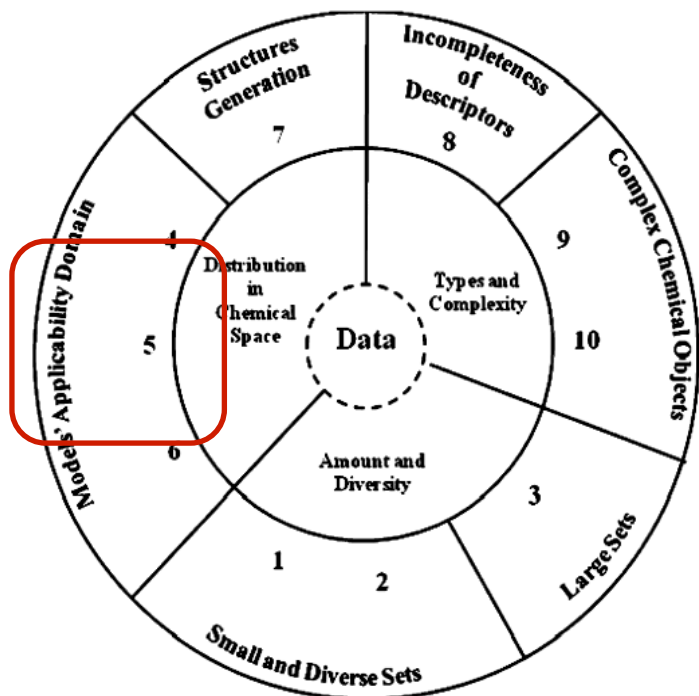 Structures
Generation
7
Incompleteness
of
Descriptors
8
Models' Applicability Domain
4
5
6
Complex Chemical Objects
9
10
Distribution
in
Chemical
Space
Types and
Complexity
Data
Amount and
Diversity
1
2
3
Small and Diverse Sets
Large Sets